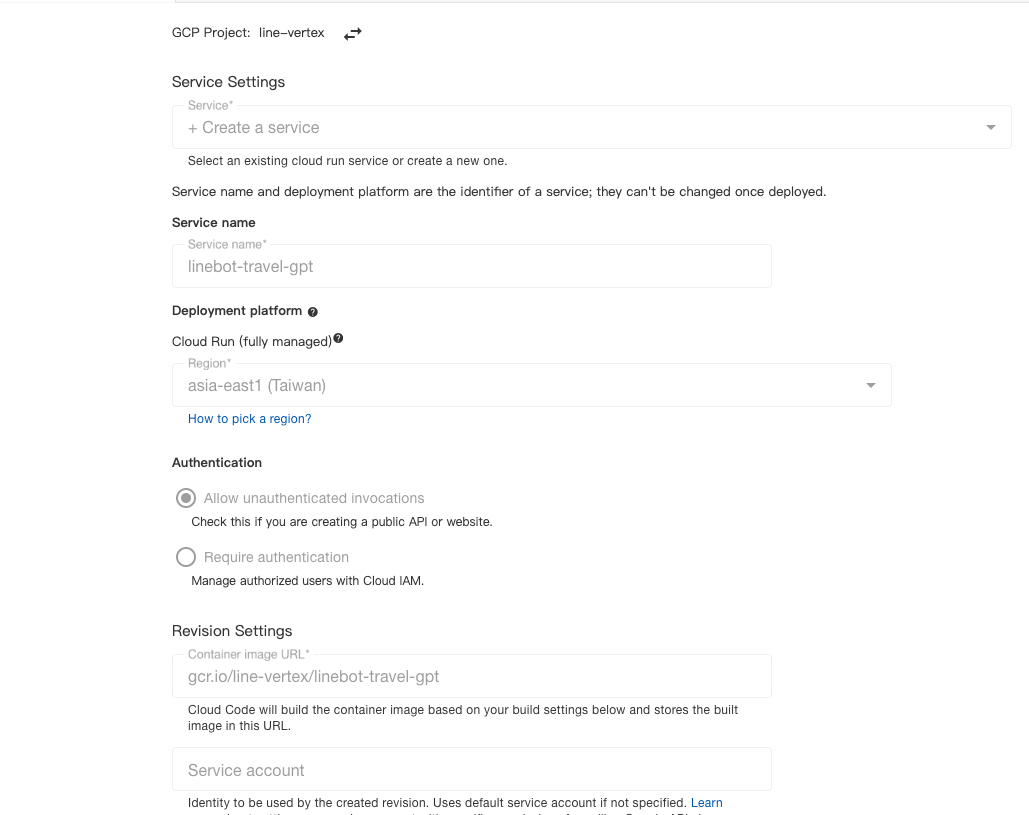 GCP Project: line-vertex
Service Settings
Service*
+ Create a service
Select an existing cloud run service or create a new one.
Service name and deployment platform are the identifier of a service; they can't be changed once deployed.
Service name
Service name*
linebot-travel-gpt
Deployment platform
Cloud Run (fully managed)
Region*
asia-east1 (Taiwan)
How to pick a region?
Authentication
Allow unauthenticated invocations
Check this if you are creating a public API or website.
Require authentication
Manage authorized users with Cloud IAM.
Revision Settings
Container image URL*
gcr.io/line-vertex/linebot-travel-gpt
Cloud Code will build the container image based on your build settings below and stores the built
image in this URL.
Service account
Identity to be used by the created revision. Uses default service account if not specified. Learn